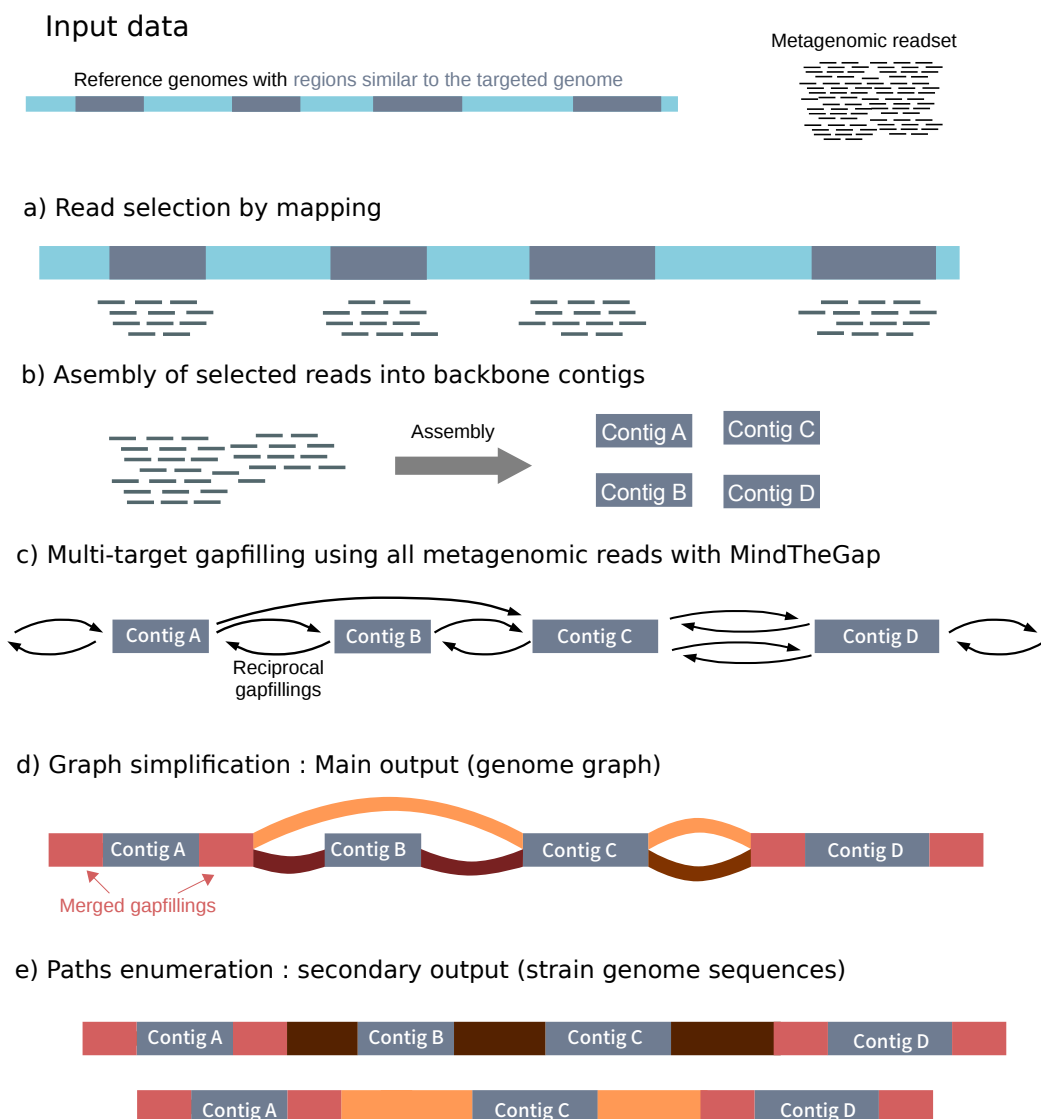 Input data
Metagenomic readset
Reference genomes with regions similar to the targeted genome
a) Read selection by mapping
b) Asembly of selected reads into backbone contigs
Assembly
Contig A
Contig C
Contig B
Contig D
c) Multi-target gapfilling using all metagenomic reads with MindTheGap
Contig A
Contig B
Contig C
Contig D
Reciprocal
gapfillings
d) Graph simplification : Main output (genome graph)
Contig A
Contig B
Contig C
Contig D
Merged gapfillings
e) Paths enumeration : secondary output (strain genome sequences)
Contig A
Contig B
Contig C
Contig D
Contig A
Contig C
Contig D